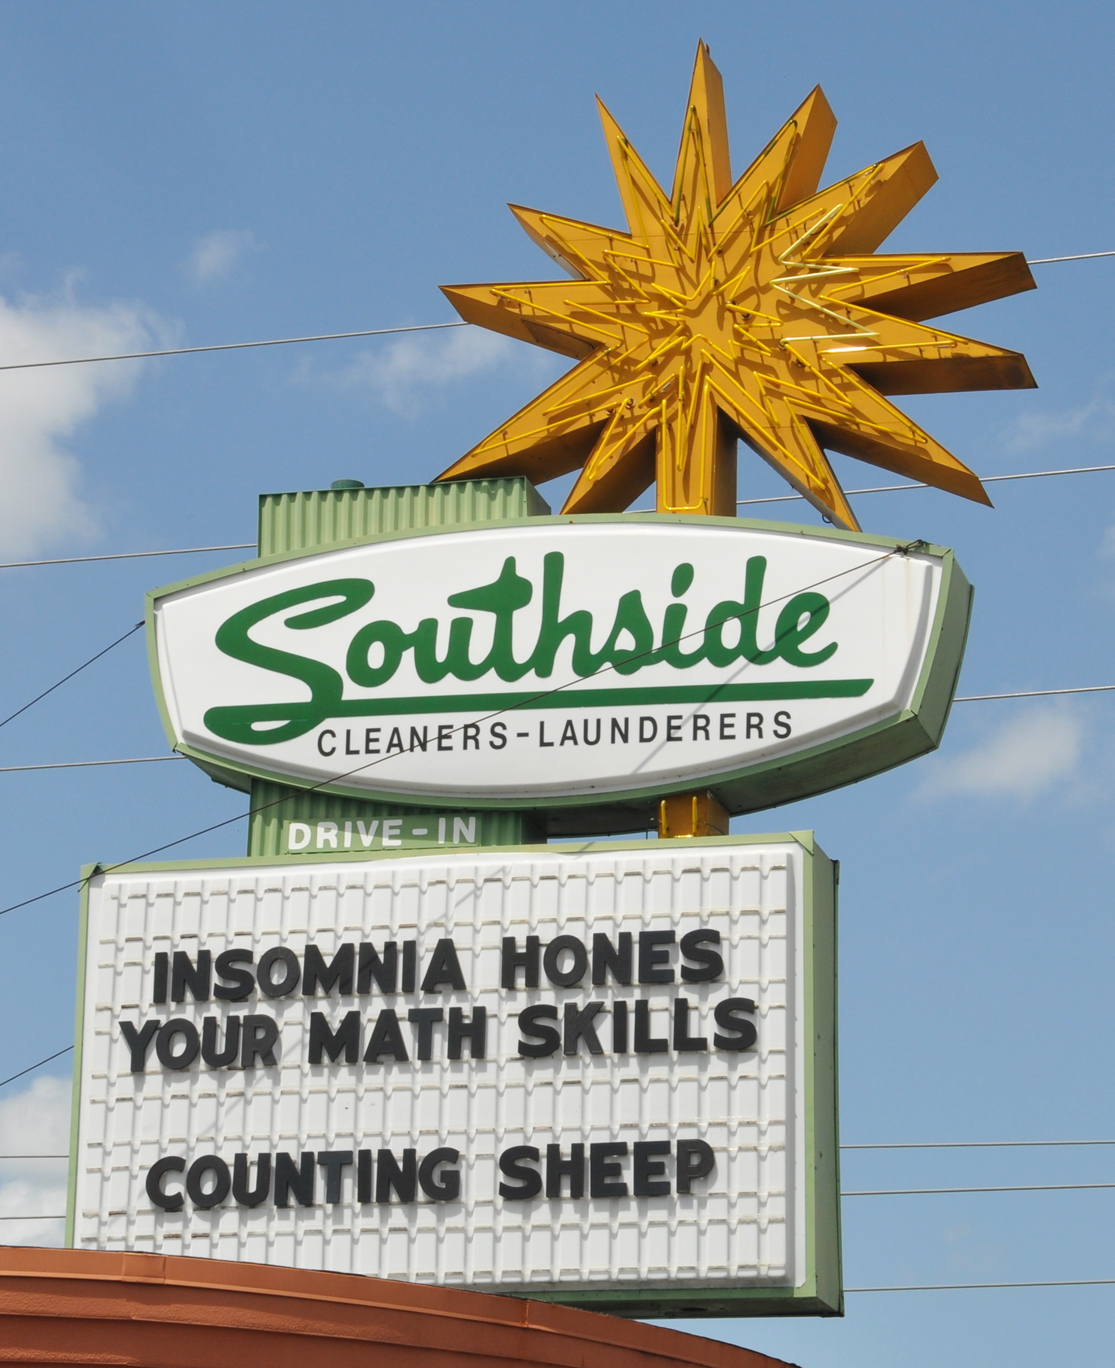 Southside
CLEANERS-LAUNDERERS
DRIVE-IN
INSOMNIA HONES
YOUR MATH SKILLS
COUNTING SHEEP